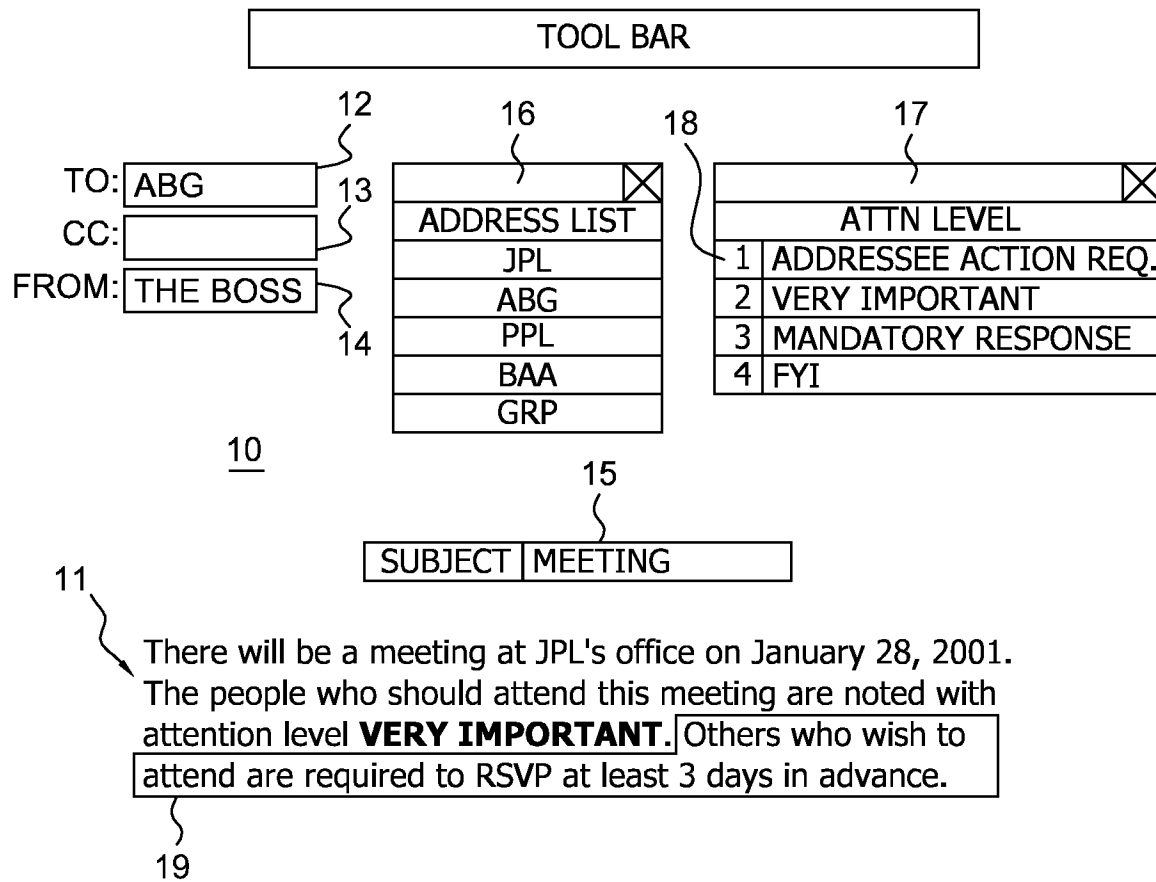 TOOL BAR
12
16
18
17
TO: ABG
13
CC:
FROM: THE BOSS
14
ADDRESS LIST
JPL
ABG
PPL
BAA
GRP
ATTN LEVEL
1 ADDRESSEE ACTION REQ.
2 VERY IMPORTANT
3 MANDATORY RESPONSE
4 FYI
10
15
SUBJECT MEETING
11
There will be a meeting at JPL's office on January 28, 2001.
The people who should attend this meeting are noted with
attention level VERY IMPORTANT. Others who wish to
attend are required to RSVP at least 3 days in advance.
19